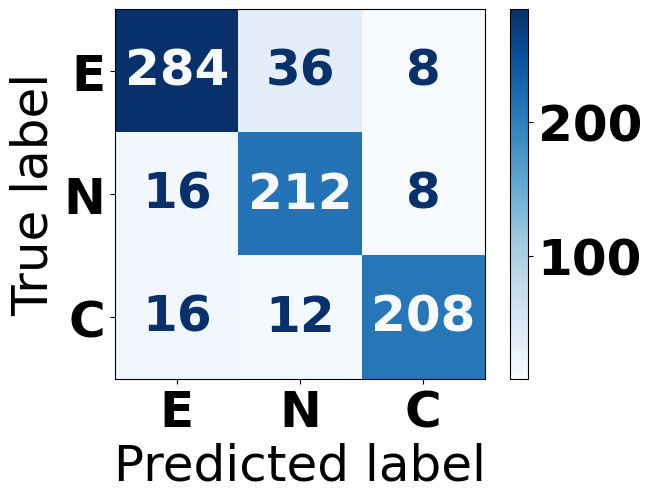 True label
E 284 36 8
N 16 212 8
C 16 12 208
E N C
Predicted label
200
100